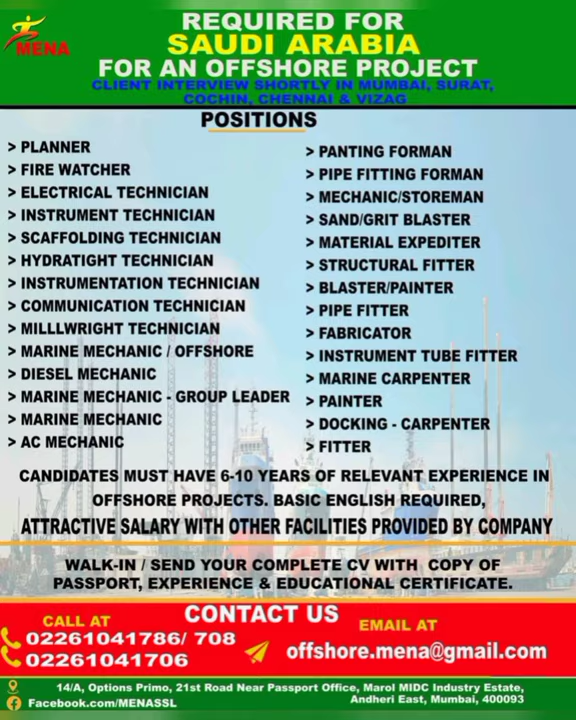 MENA
REQUIRED FOR
SAUDI ARABIA
FOR AN OFFSHORE PROJECT
CLIENT INTERVIEW SHORTLY IN MUMBAI, SURAT,
COCHIN, CHENNAI & VIZAG
POSITIONS
> PLANNER
> FIRE WATCHER
> ELECTRICAL TECHNICIAN
> INSTRUMENT TECHNICIAN
> SCAFFOLDING TECHNICIAN
> HYDRATIGHT TECHNICIAN
> INSTRUMENTATION TECHNICIAN
> COMMUNICATION TECHNICIAN
> MILLLWRIGHT TECHNICIAN
> MARINE MECHANIC / OFFSHORE
> DIESEL MECHANIC
> MARINE MECHANIC - GROUP LEADER
> MARINE MECHANIC
> AC MECHANIC
> PANTING FORMAN
> PIPE FITTING FORMAN
> MECHANIC/STOREMAN
> SAND/GRIT BLASTER
> MATERIAL EXPEDITER
> STRUCTURAL FITTER
> BLASTER/PAINTER
> PIPE FITTER
> FABRICATOR
> INSTRUMENT TUBE FITTER
> MARINE CARPENTER
> PAINTER
> DOCKING - CARPENTER
> FITTER
CANDIDATES MUST HAVE 6-10 YEARS OF RELEVANT EXPERIENCE IN
OFFSHORE PROJECTS. BASIC ENGLISH REQUIRED,
ATTRACTIVE SALARY WITH OTHER FACILITIES PROVIDED BY COMPANY
WALK-IN / SEND YOUR COMPLETE CV WITH COPY OF
PASSPORT, EXPERIENCE & EDUCATIONAL CERTIFICATE.
CONTACT US
CALL AT
02261041786/ 708
02261041706
EMAIL AT
offshore.mena@gmail.com
14/A, Options Primo, 21st Road Near Passport Office, Marol MIDC Industry Estate,
Andheri East, Mumbai, 400093
Facebook.com/MENASSL